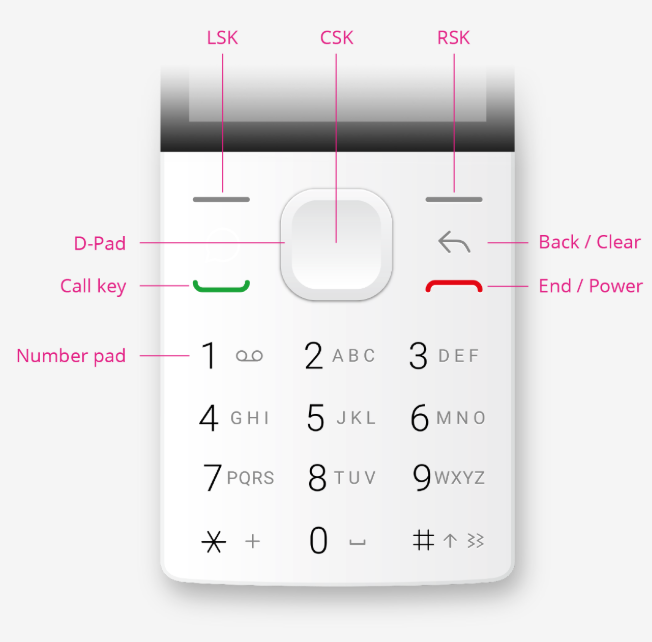 LSK CSK RSK
D-Pad Back / Clear
Call key End / Power
Number pad 1 2 ABC 3 DEF
4 GHI 5 JKL 6 MNO
7 PQRS 8 TUV 9 WXYZ
* + 0 #